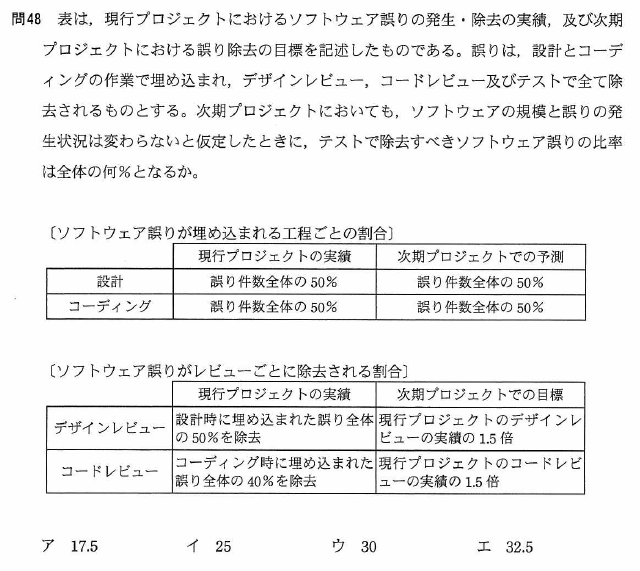 問48 表は，現行プロジェクトにおけるソフトウェア誤りの発生・除去の実績，及び次期
プロジェクトにおける誤り除去の目標を記述したものである。誤りは，設計とコーデ
ィングの作業で埋め込まれ，デザインレビュー，コードレビュー及びテストで全て除
去されるものとする。次期プロジェクトにおいても，ソフトウェアの規模と誤りの発
生状況は変わらないと仮定したときに，テストで除去すべきソフトウェア誤りの比率
は全体の何％となるか。
〔ソフトウェア誤りが埋め込まれる工程ごとの割合〕
現行プロジェクトの実績 次期プロジェクトでの予測
設計 誤り件数全体の50％ 誤り件数全体の50％
コーディング 誤り件数全体の50％ 誤り件数全体の50％
〔ソフトウェア誤りがレビューごとに除去される割合〕
現行プロジェクトの実績 次期プロジェクトでの目標
デザインレビュー 設計時に埋め込まれた誤り全体 現行プロジェクトのデザインレ
の50％を除去 ビューの実績の1.5倍
コードレビュー コーディング時に埋め込まれた 現行プロジェクトのコードレビ
誤り全体の40％を除去 ューの実績の1.5倍
ア 17.5 イ 25 ウ 30 エ 32.5